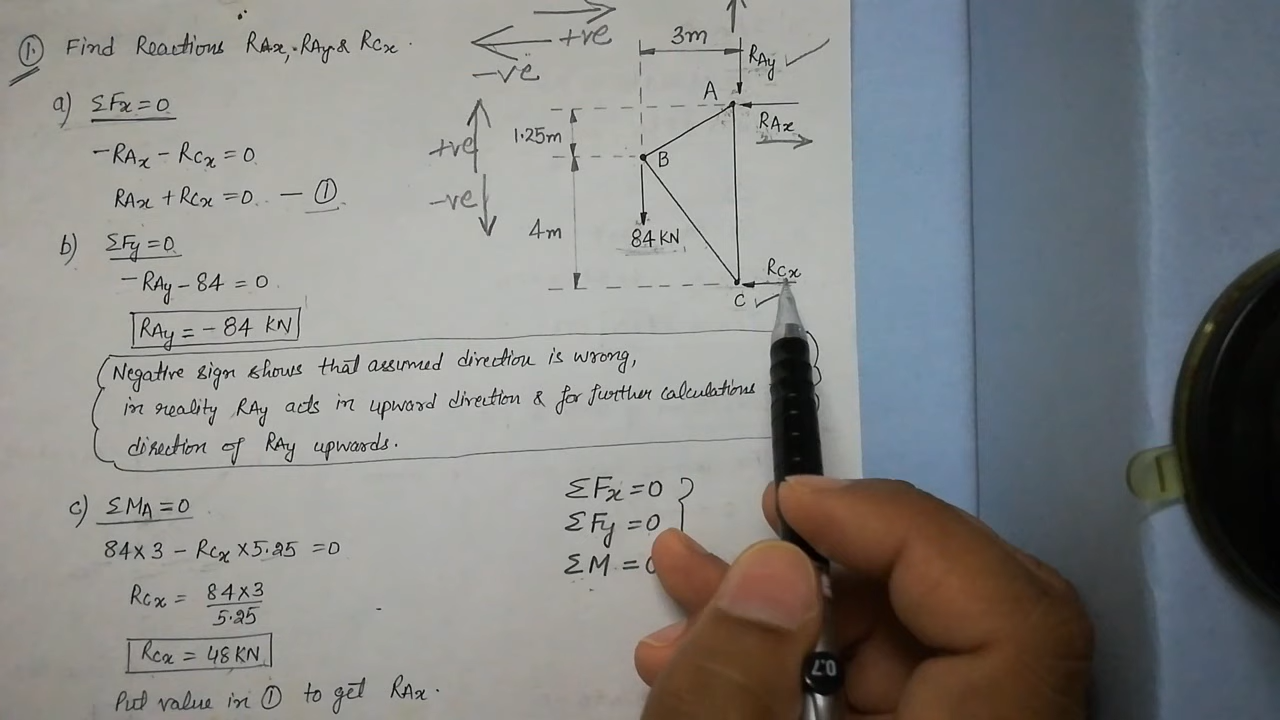 1. Find Reactions RAx, RAy & RCx.
a) ΣFx=0
-RAx - RCx = 0
RAx + RCx = 0. — ①
b) ΣFy=0
-RAy - 84 = 0
RAy = - 84 KN
Negative sign shows that assumed direction is wrong,
in reality RAy acts in upward direction & for further calculations
direction of RAy upwards.
c) ΣMA=0
84×3 - RCx ×5.25 =0
RCx = 84×3
5.25
RCx = 48KN
Put value in ① to get RAx.
+ve
-ve
+ve
-ve
3m
RAy
A
RAx
1.25m
B
4m
84 KN
RCx
C
ΣFx=0
ΣFy=0
ΣM=0
0.7